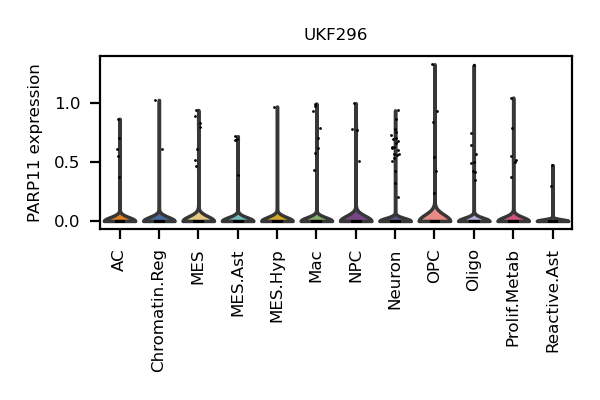 UKF296
PARP11 expression
1.0
0.5
0.0
AC
Chromatin.Reg
MES
MES.Ast
MES.Hyp
Mac
NPC
Neuron
OPC
Oligo
Prolif.Metab
Reactive.Ast